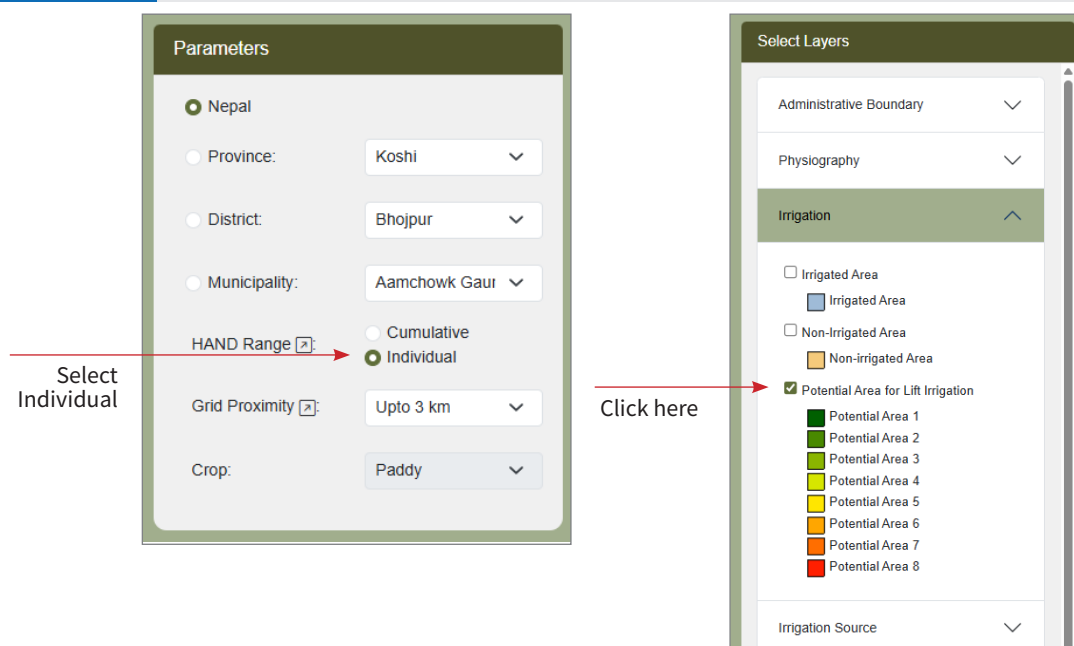 Parameters
Nepal
Province: Koshi
District: Bhojpur
Municipality: Aamchowk Gaur
HAND Range : Cumulative
Individual
Grid Proximity : Upto 3 km
Crop: Paddy
Select
Individual
Select Layers
Administrative Boundary
Physiography
Irrigation
Irrigated Area
Irrigated Area
Non-Irrigated Area
Non-irrigated Area
Potential Area for Lift Irrigation
Potential Area 1
Potential Area 2
Potential Area 3
Potential Area 4
Potential Area 5
Potential Area 6
Potential Area 7
Potential Area 8
Irrigation Source
Click here